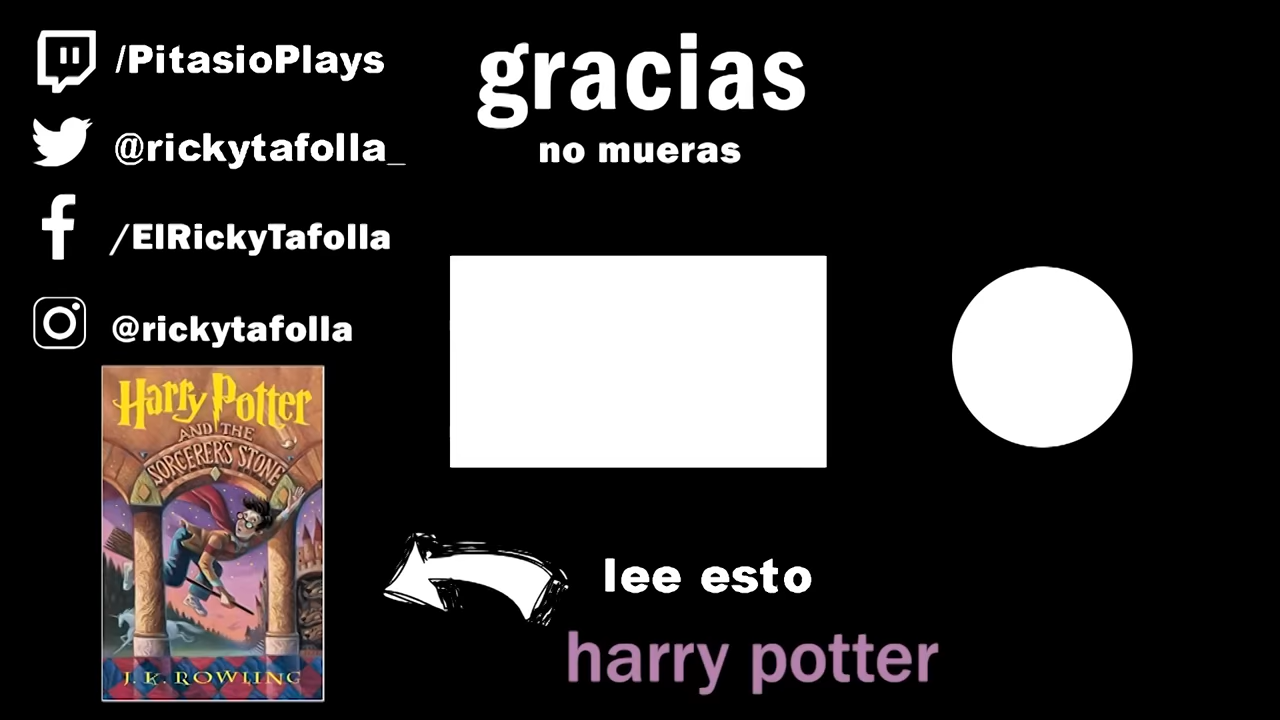 /PitasioPlays
@rickytafolla_
/ElRickyTafolla
@rickytafolla
gracias
no mueras
Harry Potter
AND THE
SORCERER'S STONE
J. K. ROWLING
lee esto
harry potter